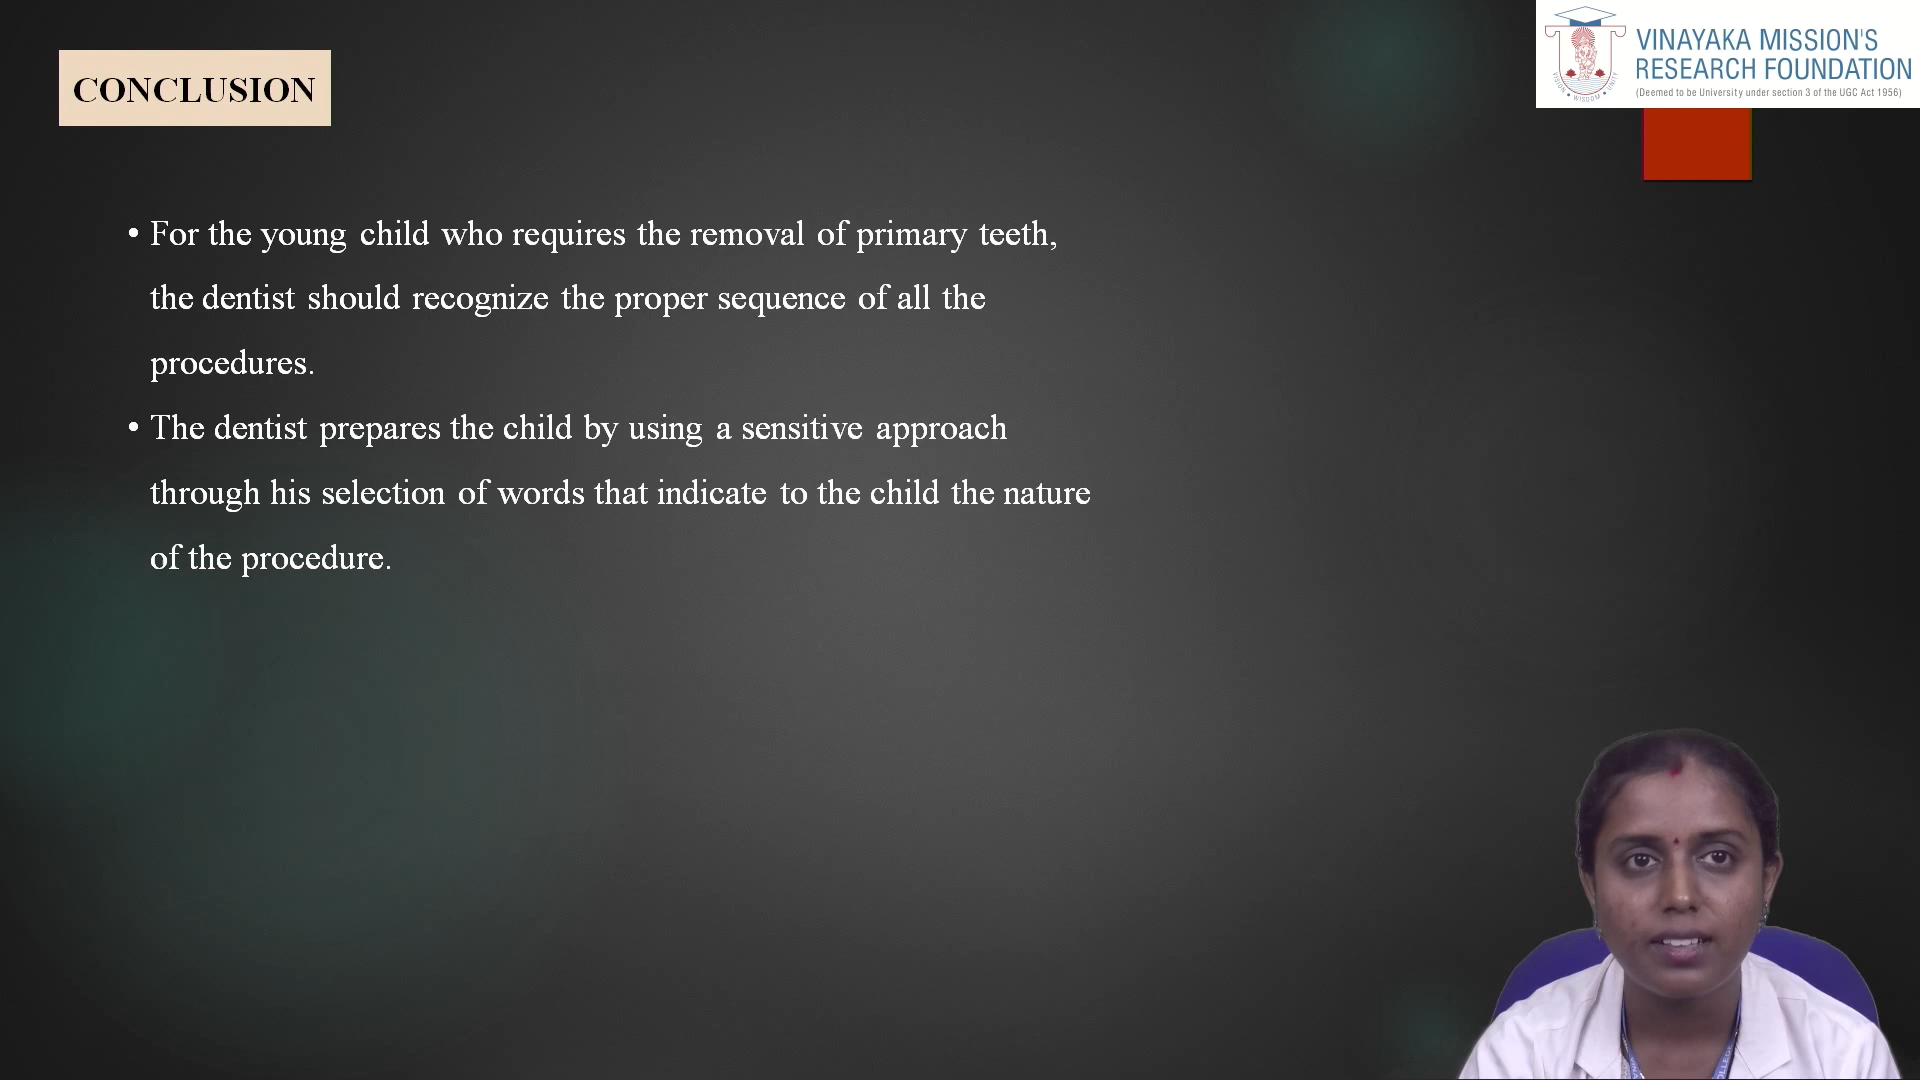 CONCLUSION
VINAYAKA MISSION'S
RESEARCH FOUNDATION
(Deemed to be University under section 3 of the UGC Act 1956)
VISION • WISDOM • UNITY
• For the young child who requires the removal of primary teeth,
the dentist should recognize the proper sequence of all the
procedures.
• The dentist prepares the child by using a sensitive approach
through his selection of words that indicate to the child the nature
of the procedure.